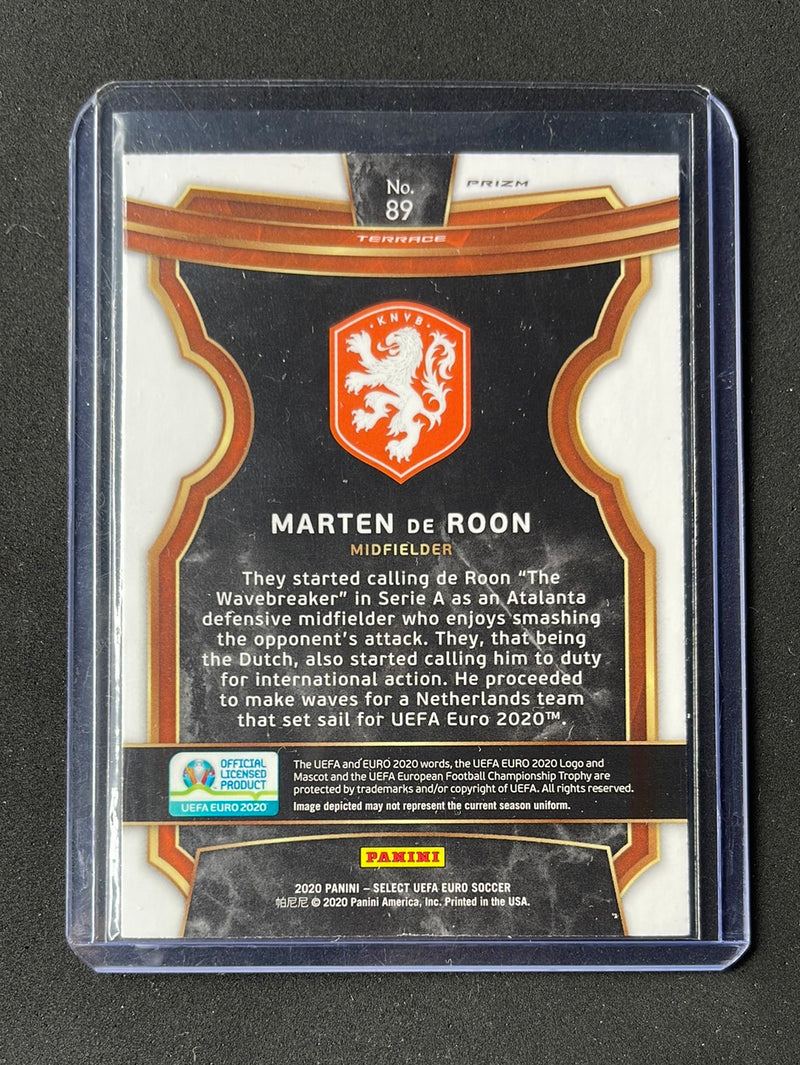 No.
89
PRIZM
TERRACE
· KNVB ·
MARTEN DE ROON
MIDFIELDER
They started calling de Roon “The
Wavebreaker” in Serie A as an Atalanta
defensive midfielder who enjoys smashing
the opponent’s attack. They, that being
the Dutch, also started calling him to duty
for international action. He proceeded
to make waves for a Netherlands team
that set sail for UEFA Euro 2020™.
OFFICIAL
LICENSED
PRODUCT
UEFA EURO 2020
The UEFA and EURO 2020 words, the UEFA EURO 2020 Logo and
Mascot and the UEFA European Football Championship Trophy are
protected by trademarks and/or copyright of UEFA. All rights reserved.
Image depicted may not represent the current season uniform.
PANINI
2020 PANINI – SELECT UEFA EURO SOCCER
帕尼尼 © 2020 Panini America, Inc. Printed in the USA.